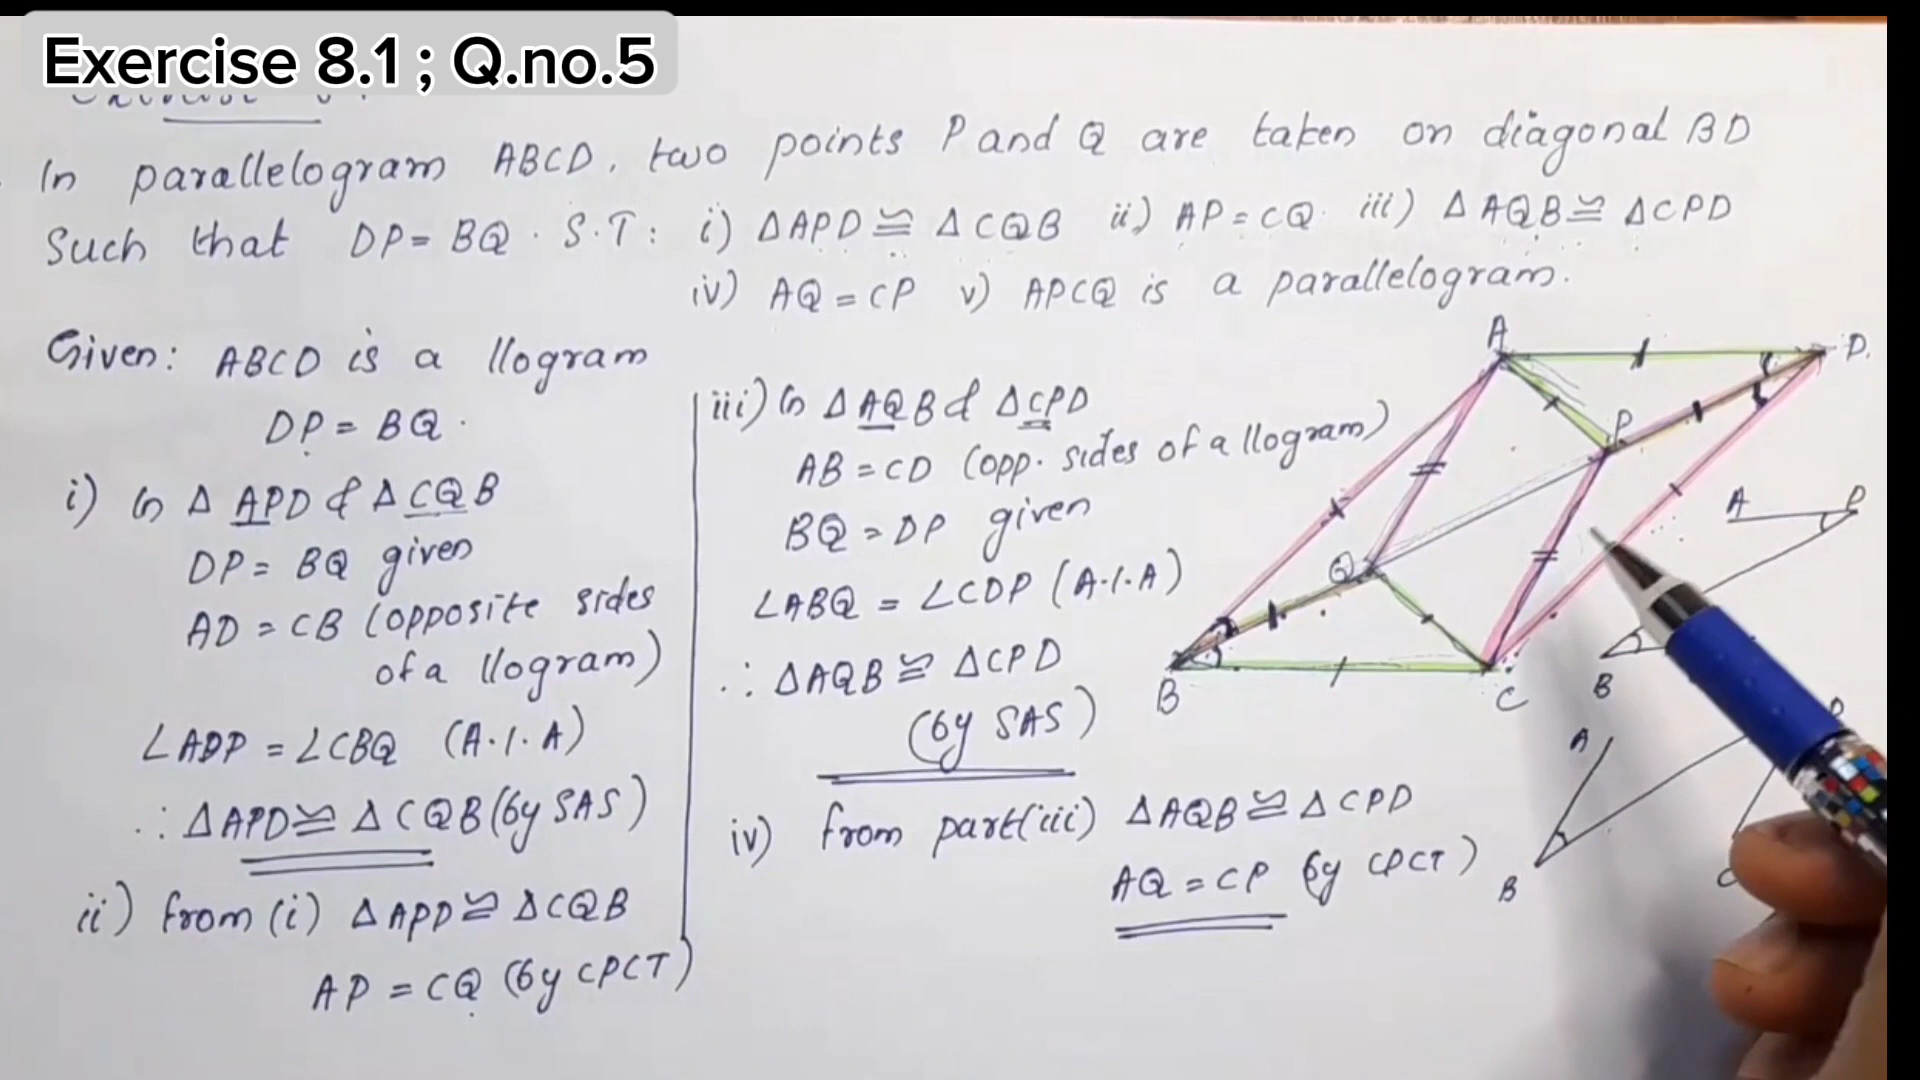 Exercise 8.1 ; Q.no.5
In parallelogram ABCD, two points P and Q are taken on diagonal BD
Such that DP = BQ . S.T: i) ΔAPD ≅ ΔCQB ii) AP = CQ. iii) ΔAQB ≅ ΔCPD
iv) AQ = CP v) APCQ is a parallelogram.
Given: ABCD is a llogram
DP = BQ .
i) In Δ APD & Δ CQB
DP = BQ given
AD = CB (opposite sides
of a llogram)
∠ADP = ∠CBQ (A.I.A)
∴ ΔAPD ≅ ΔCQB (by SAS)
ii) from (i) ΔAPD ≅ ΔCQB
AP = CQ (by CPCT)
iii) In ΔAQB & ΔCPD
AB = CD (opp. sides of a llogram)
BQ = DP given
∠ABQ = ∠CDP (A.I.A)
∴ ΔAQB ≅ ΔCPD
(by SAS)
iv) from part(iii) ΔAQB ≅ ΔCPD
AQ = CP by CPCT)
A
D.
P
Q
B
C
A
D
B
A
B